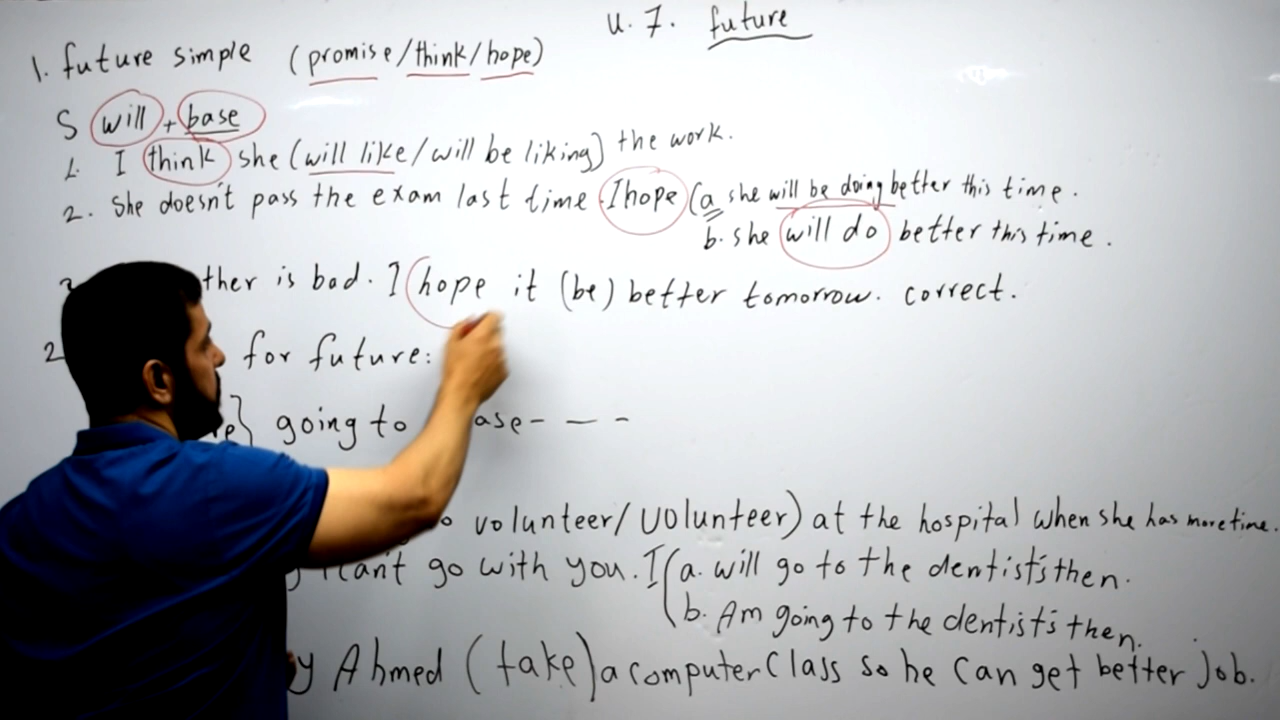 U. 7. future
1. future simple (promise/think/hope)
S will + base
1. I think she (will like/will be liking) the work.
2. She doesn't pass the exam last time. I hope (a she will be doing better this time.
b. she will do better this time.
ther is bad. I hope it (be) better tomorrow. correct.
2 for future:
going to ase - - -
volunteer/volunteer) at the hospital when she has more time.
I can't go with you. I (a. will go to the dentist's then.
b. Am going to the dentist's then.
y Ahmed (take) a computer class so he can get better job.